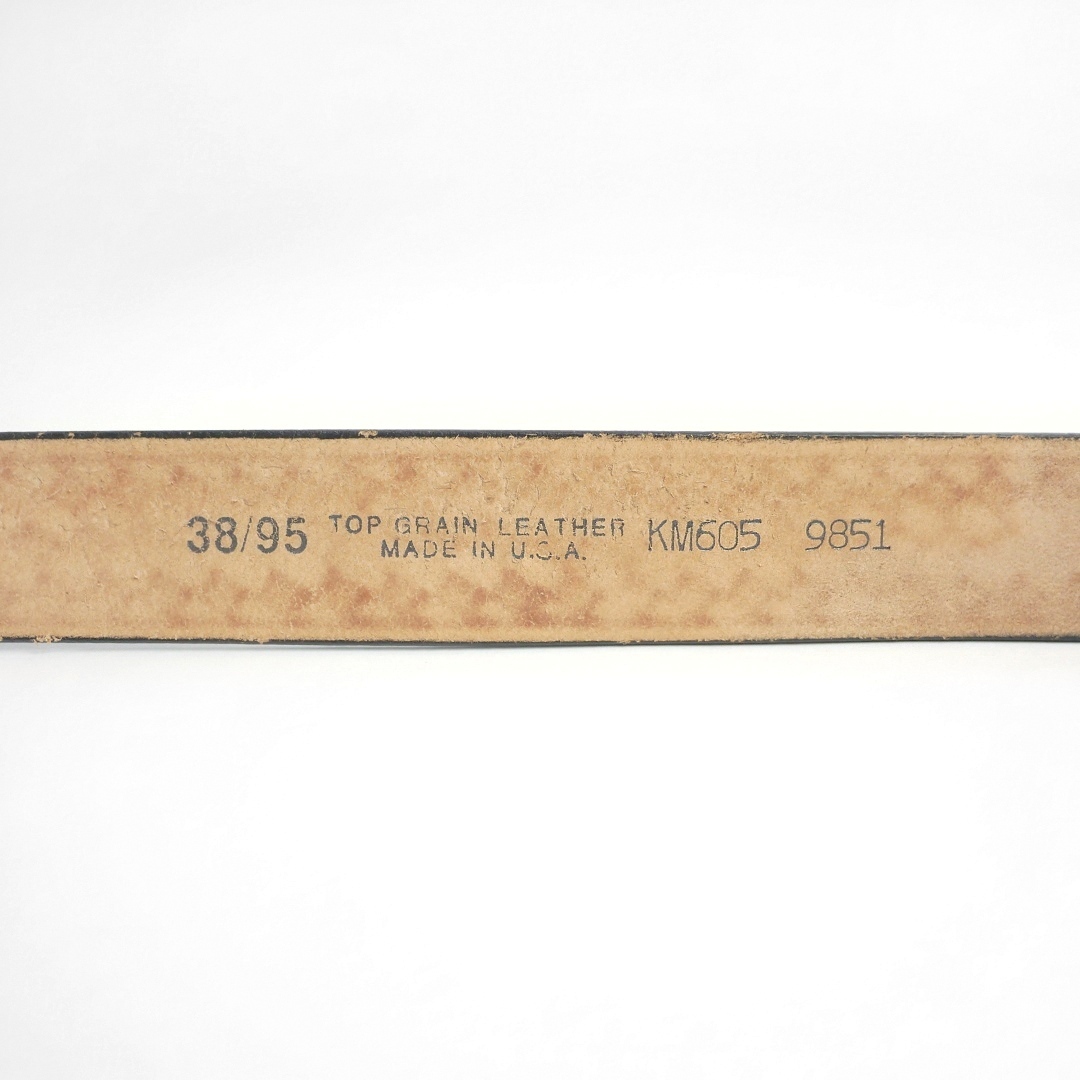 38/95 TOP GRAIN LEATHER KM605 9851
MADE IN U.S.A.